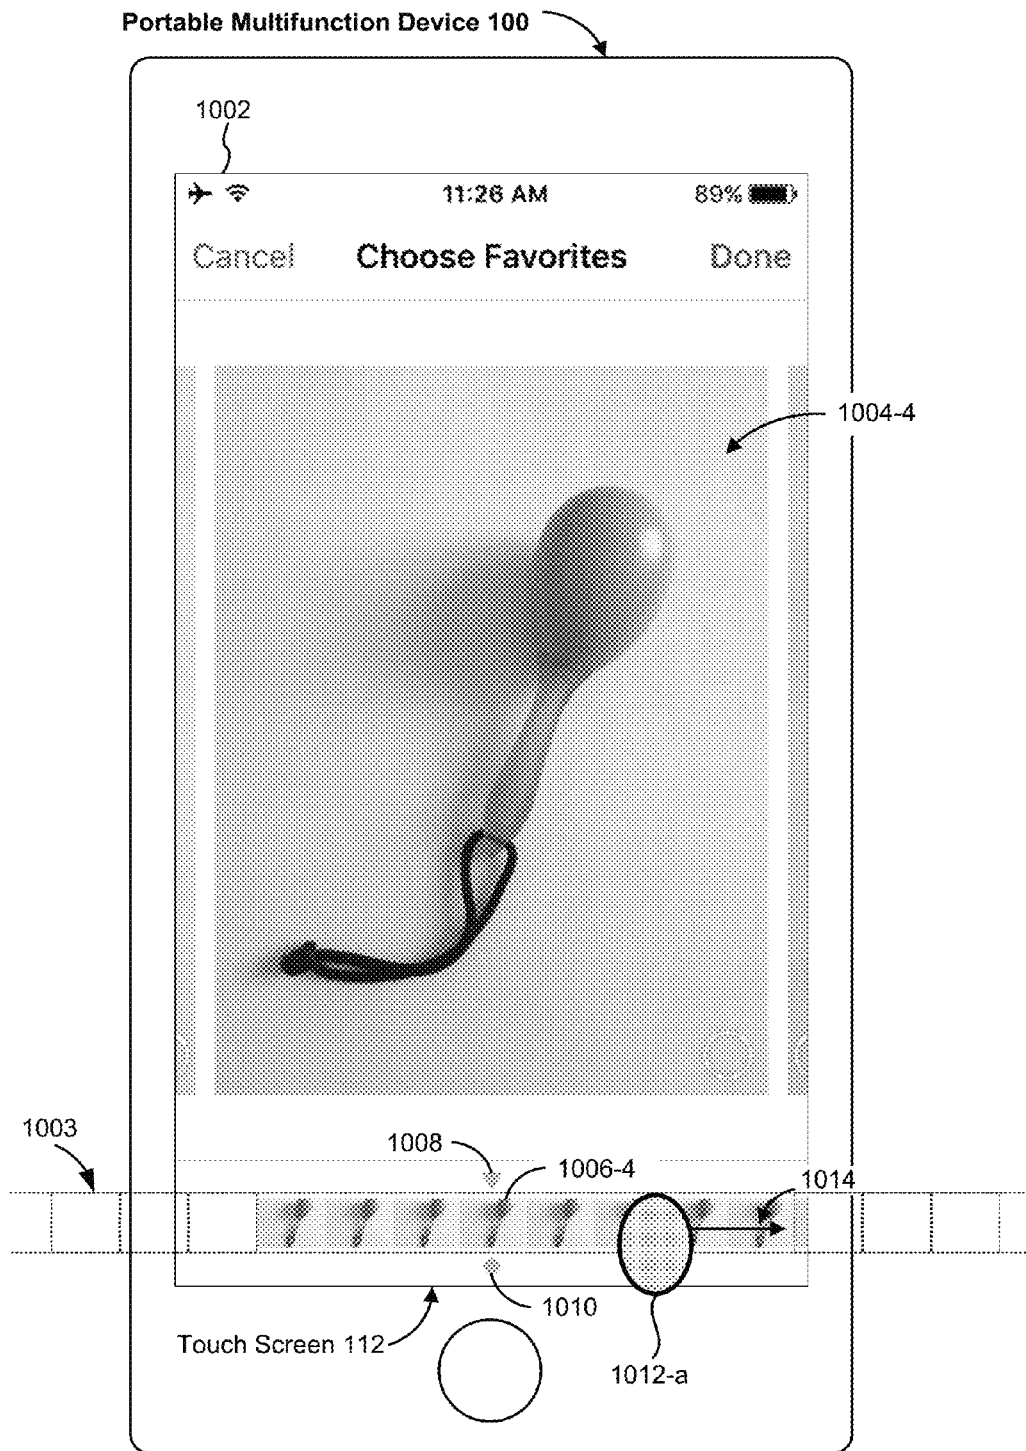 Portable Multifunction Device 100
1002
11:26 AM
89%
Cancel
Choose Favorites
Done
1004-4
1003
1008
1006-4
1014
1010
Touch Screen 112
1012-a